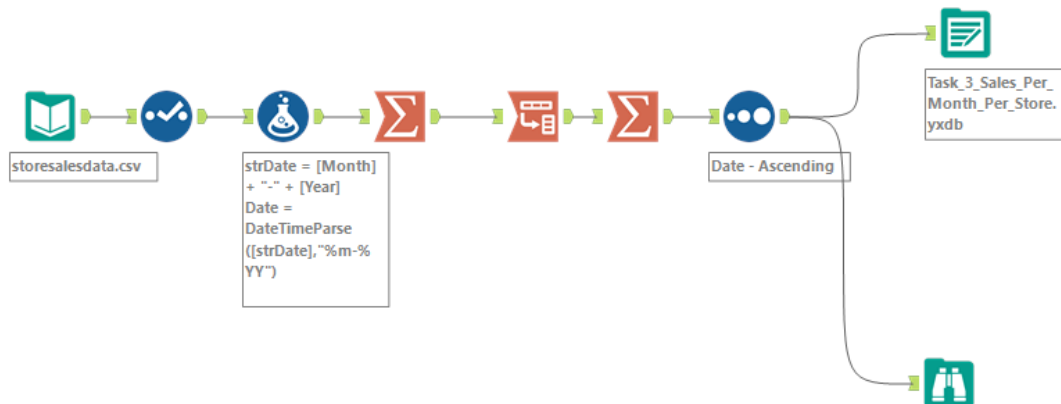 storesalesdata.csv
strDate = [Month]
+ "-" + [Year]
Date =
DateTimeParse
([strDate],"%m-%
YY")
Date - Ascending
Task_3_Sales_Per_
Month_Per_Store.
yxdb